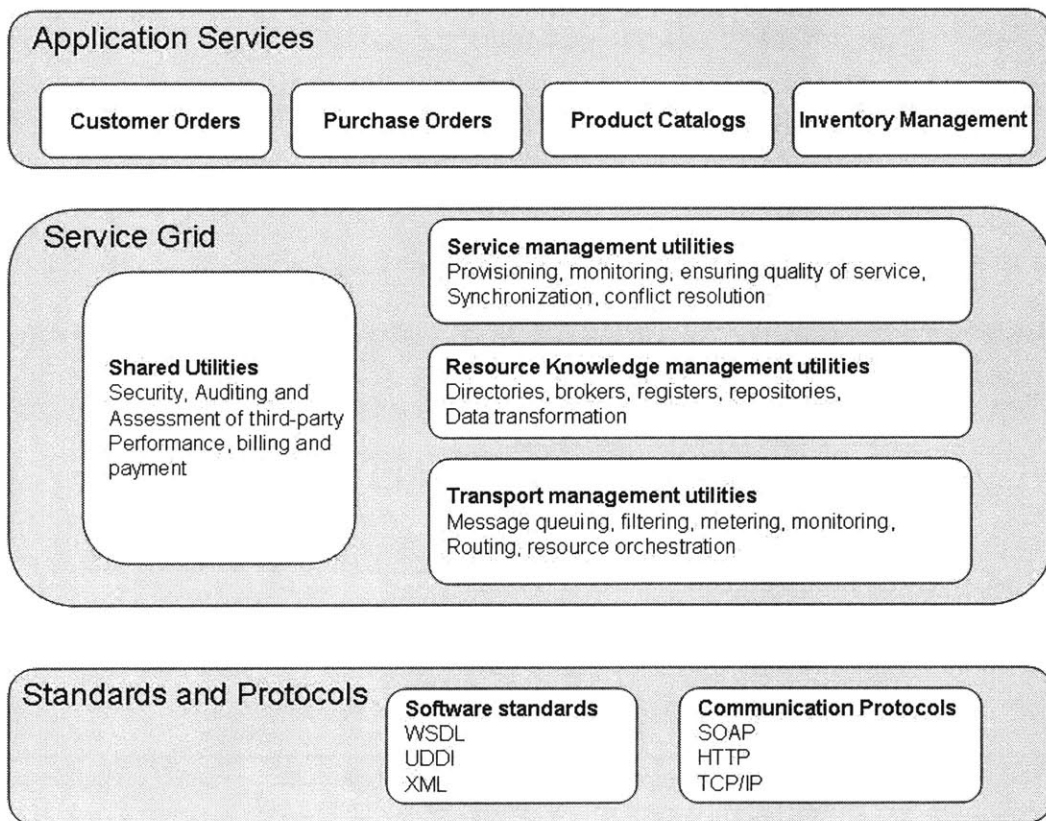 Application Services
Customer Orders
Purchase Orders
Product Catalogs
Inventory Management
Service Grid
Shared Utilities
Security, Auditing and
Assessment of third-party
Performance, billing and
payment
Service management utilities
Provisioning, monitoring, ensuring quality of service,
Synchronization, conflict resolution
Resource Knowledge management utilities
Directories, brokers, registers, repositories,
Data transformation
Transport management utilities
Message queuing, filtering, metering, monitoring,
Routing, resource orchestration
Standards and Protocols
Software standards
WSDL
UDDI
XML
Communication Protocols
SOAP
HTTP
TCP/IP